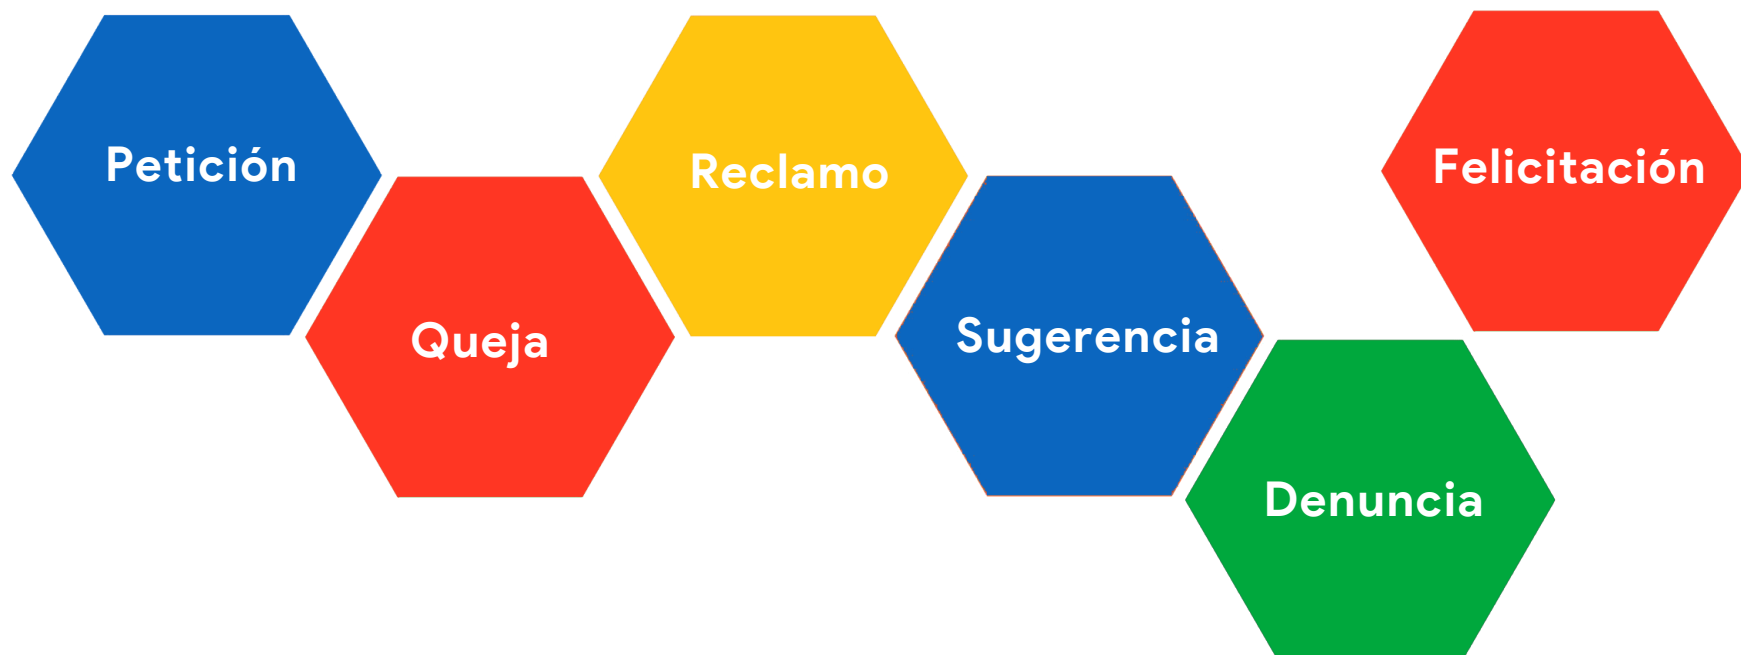 Petición
Queja
Reclamo
Sugerencia
Denuncia
Felicitación